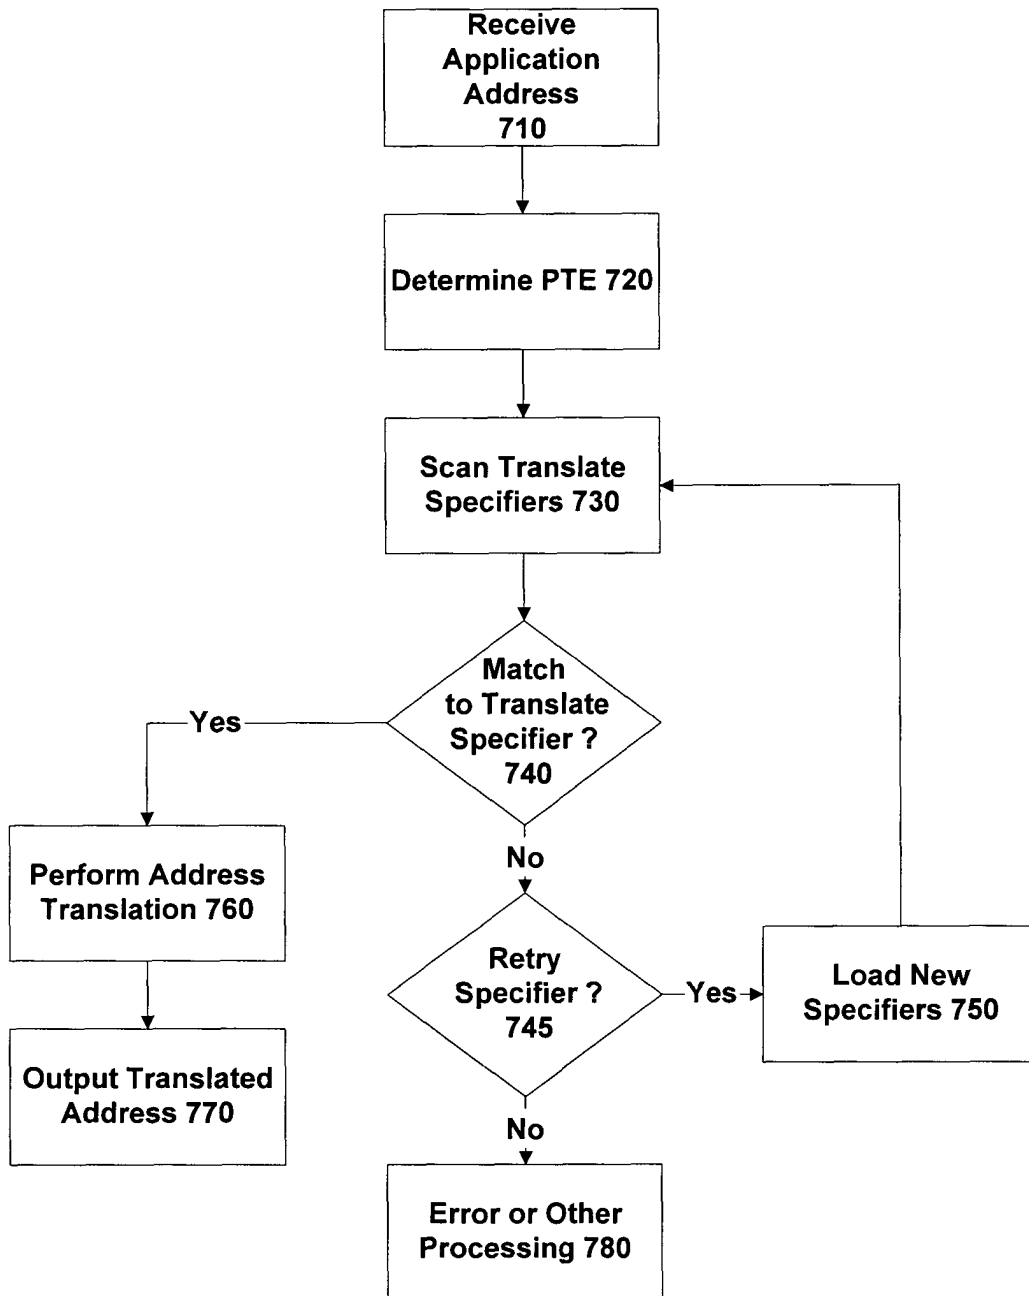 Receive
Application
Address
710
Determine PTE 720
Scan Translate
Specifiers 730
Match
to Translate
Specifier ?
740
Yes
No
Perform Address
Translation 760
Retry
Specifier ?
745
Yes
Load New
Specifiers 750
Output Translated
Address 770
No
Error or Other
Processing 780